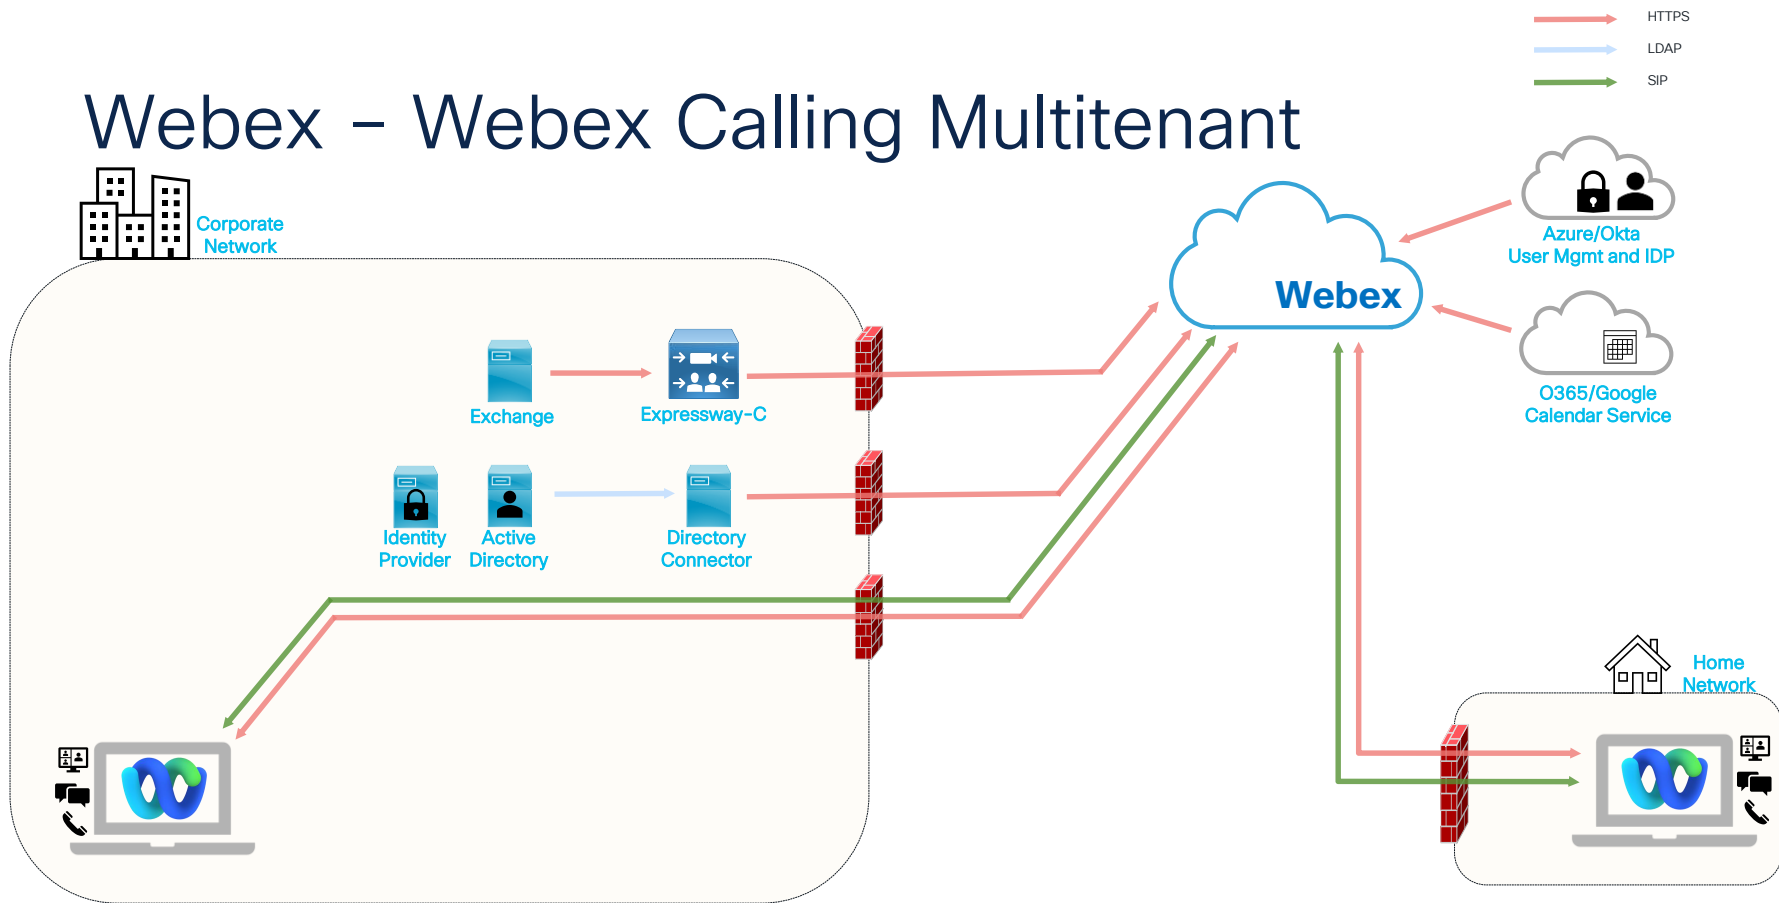 HTTPS
LDAP
SIP
Webex – Webex Calling Multitenant
Corporate
Network
Webex
Azure/Okta
User Mgmt and IDP
O365/Google
Calendar Service
Exchange
Expressway-C
Identity
Provider
Active
Directory
Directory
Connector
Home
Network